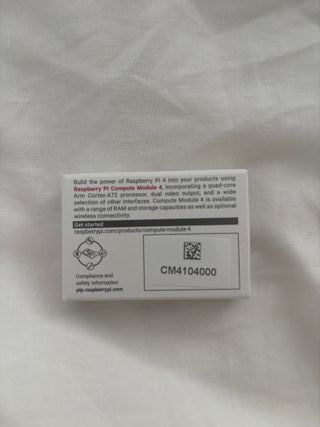 Build the power of Raspberry Pi 4 into your products using
Raspberry Pi Compute Module 4, incorporating a quad-core
Arm Cortex-A72 processor, dual video output, and a wide
selection of other interfaces. Compute Module 4 is available
with a range of RAM and storage capacities as well as optional
wireless connectivity.
Get started
raspberrypi.com/products/compute-module-4
Compliance and
safety information
pip.raspberrypi.com
CM4104000